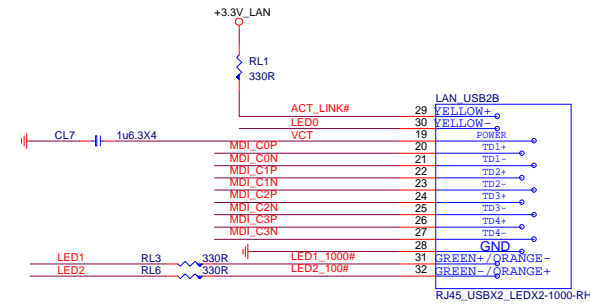 +3.3V_LAN
RL1
330R
LAN_USB2B
ACT_LINK# 29 YELLOW+
LED0 30 YELLOW-
CL7 1u6.3X4 VCT 19 POWER
MDI_C0P 20 TD1+
MDI_C0N 21 TD1-
MDI_C1P 22 TD2+
MDI_C1N 23 TD2-
MDI_C2P 24 TD3+
MDI_C2N 25 TD3-
MDI_C3P 26 TD4+
MDI_C3N 27 TD4-
28 GND
LED1 RL3 330R LED1_1000# 31 GREEN+/ORANGE-
LED2 RL6 330R LED2_100# 32 GREEN-/ORANGE+
RJ45_USBX2_LEDX2-1000-RH